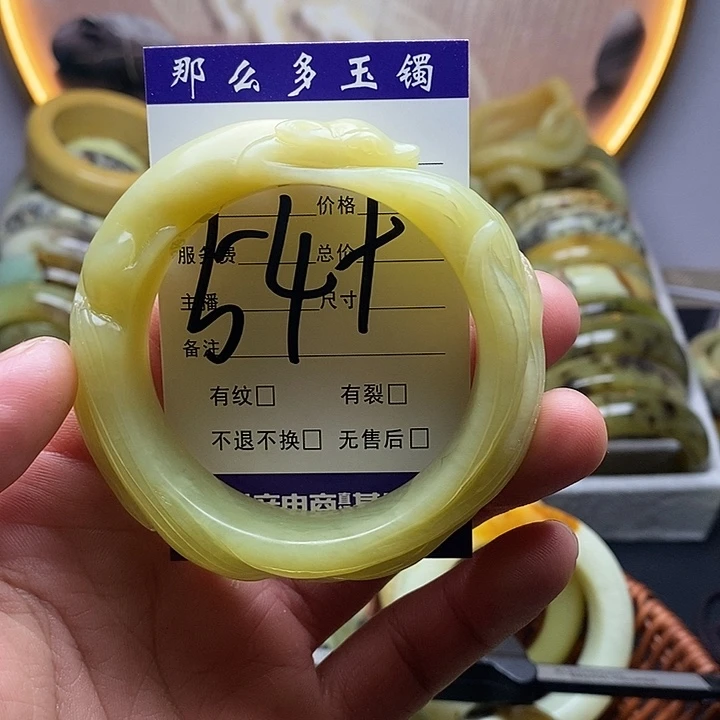 那么多玉镯
价格
服务费 总价
主播 尺寸
541
备注
有纹□ 有裂□
不退不换□ 无售后□